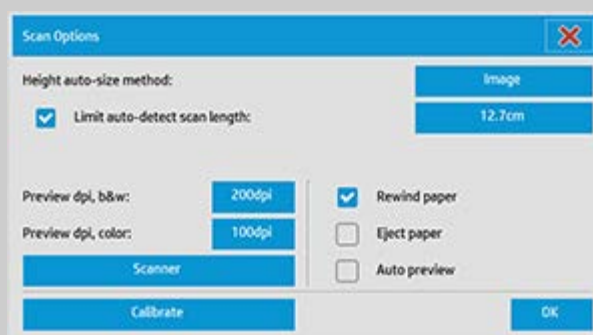 Scan Options
Height auto-size method: Image
Limit auto-detect scan length: 12.7cm
Preview dpi, b&w: 200dpi
Rewind paper
Preview dpi, color: 100dpi
Eject paper
Scanner
Auto preview
Calibrate
OK